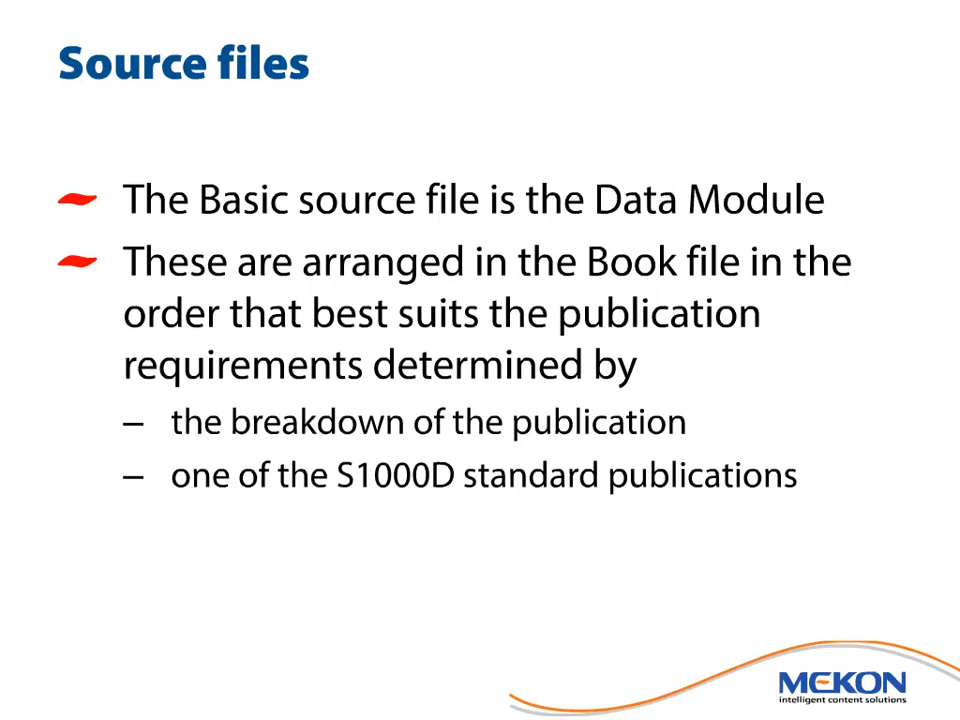 Source files
The Basic source file is the Data Module
These are arranged in the Book file in the
order that best suits the publication
requirements determined by
– the breakdown of the publication
– one of the S1000D standard publications
MEKON
intelligent content solutions